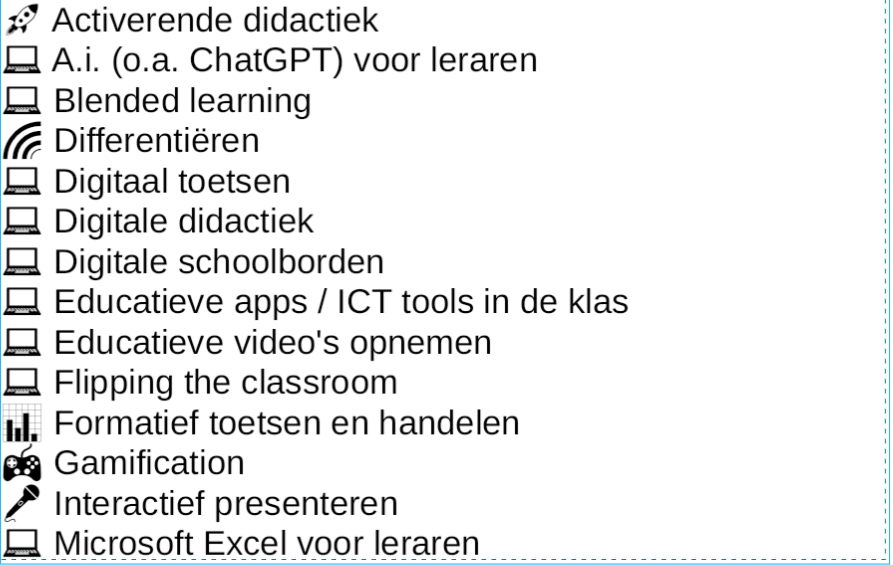 Activerende didactiek
A.i. (o.a. ChatGPT) voor leraren
Blended learning
Differentiëren
Digitaal toetsen
Digitale didactiek
Digitale schoolborden
Educatieve apps / ICT tools in de klas
Educatieve video's opnemen
Flipping the classroom
Formatief toetsen en handelen
Gamification
Interactief presenteren
Microsoft Excel voor leraren